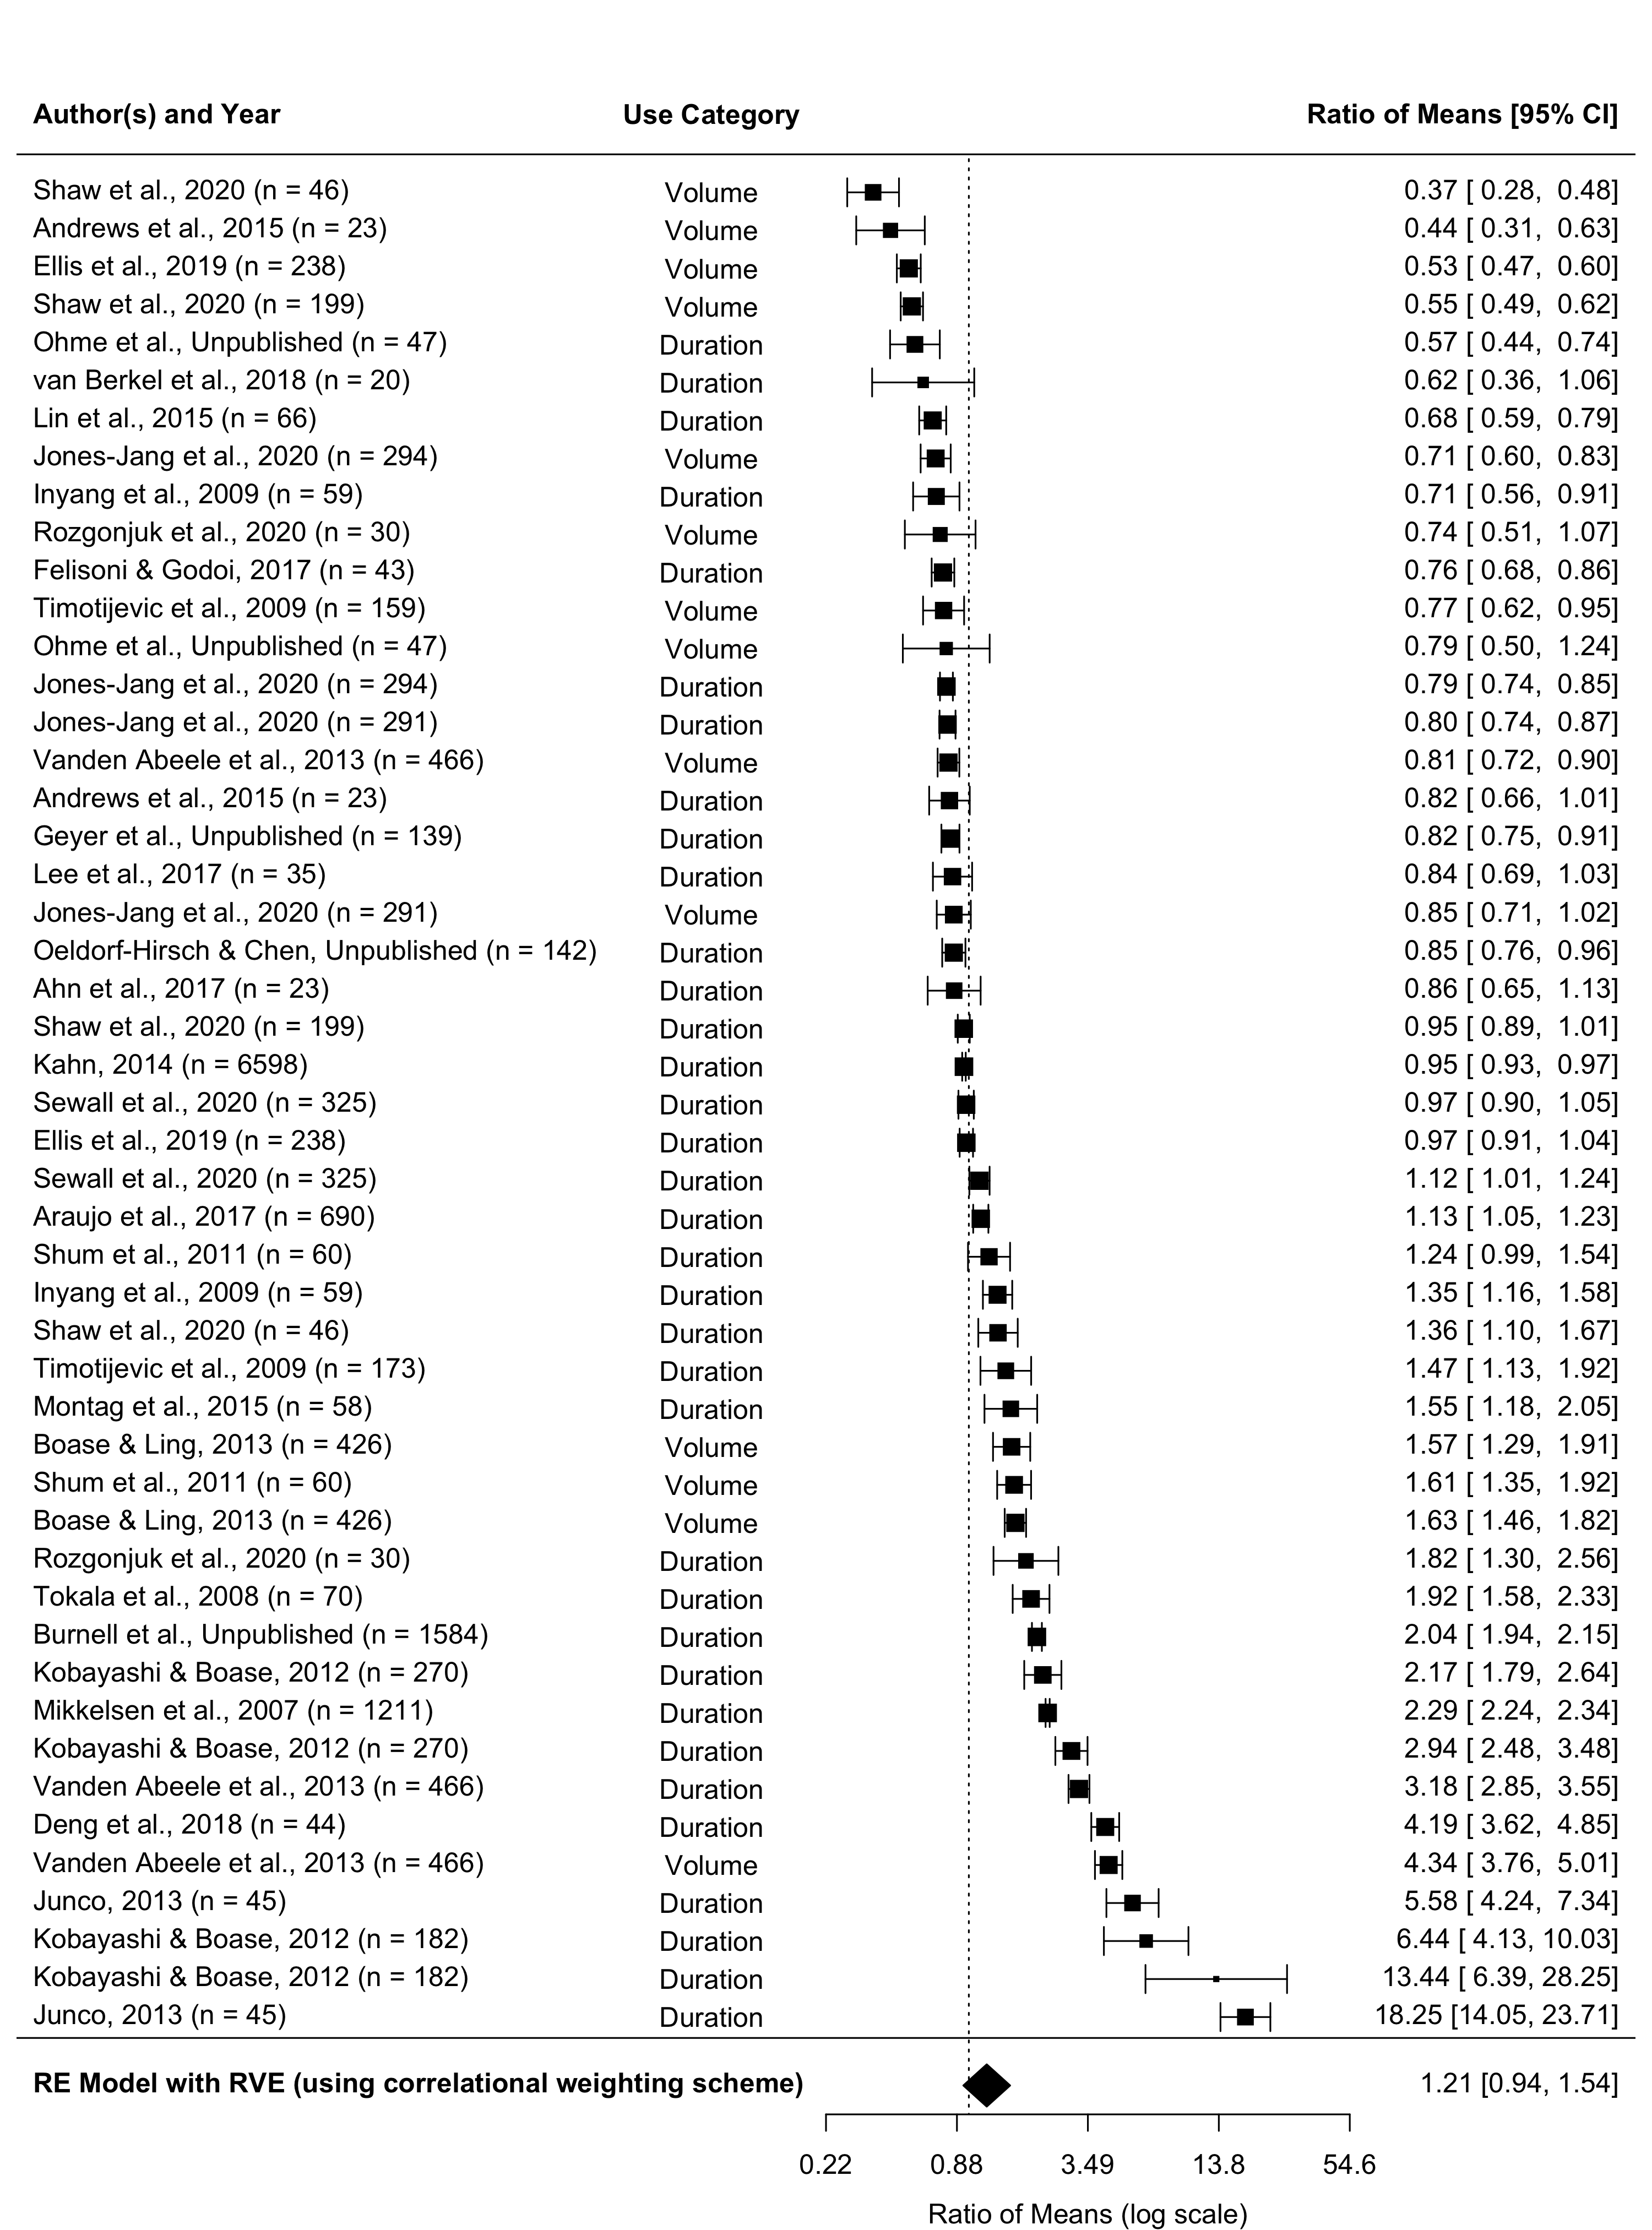 Author(s) and Year Use Category Ratio of Means [95% CI]
Shaw et al., 2020 (n = 46) Volume 0.37 [ 0.28, 0.48]
Andrews et al., 2015 (n = 23) Volume 0.44 [ 0.31, 0.63]
Ellis et al., 2019 (n = 238) Volume 0.53 [ 0.47, 0.60]
Shaw et al., 2020 (n = 199) Volume 0.55 [ 0.49, 0.62]
Ohme et al., Unpublished (n = 47) Duration 0.57 [ 0.44, 0.74]
van Berkel et al., 2018 (n = 20) Duration 0.62 [ 0.36, 1.06]
Lin et al., 2015 (n = 66) Duration 0.68 [ 0.59, 0.79]
Jones-Jang et al., 2020 (n = 294) Volume 0.71 [ 0.60, 0.83]
Inyang et al., 2009 (n = 59) Duration 0.71 [ 0.56, 0.91]
Rozgonjuk et al., 2020 (n = 30) Volume 0.74 [ 0.51, 1.07]
Felisoni & Godoi, 2017 (n = 43) Duration 0.76 [ 0.68, 0.86]
Timotijevic et al., 2009 (n = 159) Volume 0.77 [ 0.62, 0.95]
Ohme et al., Unpublished (n = 47) Volume 0.79 [ 0.50, 1.24]
Jones-Jang et al., 2020 (n = 294) Duration 0.79 [ 0.74, 0.85]
Jones-Jang et al., 2020 (n = 291) Duration 0.80 [ 0.74, 0.87]
Vanden Abeele et al., 2013 (n = 466) Volume 0.81 [ 0.72, 0.90]
Andrews et al., 2015 (n = 23) Duration 0.82 [ 0.66, 1.01]
Geyer et al., Unpublished (n = 139) Duration 0.82 [ 0.75, 0.91]
Lee et al., 2017 (n = 35) Duration 0.84 [ 0.69, 1.03]
Jones-Jang et al., 2020 (n = 291) Volume 0.85 [ 0.71, 1.02]
Oeldorf-Hirsch & Chen, Unpublished (n = 142) Duration 0.85 [ 0.76, 0.96]
Ahn et al., 2017 (n = 23) Duration 0.86 [ 0.65, 1.13]
Shaw et al., 2020 (n = 199) Duration 0.95 [ 0.89, 1.01]
Kahn, 2014 (n = 6598) Duration 0.95 [ 0.93, 0.97]
Sewall et al., 2020 (n = 325) Duration 0.97 [ 0.90, 1.05]
Ellis et al., 2019 (n = 238) Duration 0.97 [ 0.91, 1.04]
Sewall et al., 2020 (n = 325) Duration 1.12 [ 1.01, 1.24]
Araujo et al., 2017 (n = 690) Duration 1.13 [ 1.05, 1.23]
Shum et al., 2011 (n = 60) Duration 1.24 [ 0.99, 1.54]
Inyang et al., 2009 (n = 59) Duration 1.35 [ 1.16, 1.58]
Shaw et al., 2020 (n = 46) Duration 1.36 [ 1.10, 1.67]
Timotijevic et al., 2009 (n = 173) Duration 1.47 [ 1.13, 1.92]
Montag et al., 2015 (n = 58) Duration 1.55 [ 1.18, 2.05]
Boase & Ling, 2013 (n = 426) Volume 1.57 [ 1.29, 1.91]
Shum et al., 2011 (n = 60) Volume 1.61 [ 1.35, 1.92]
Boase & Ling, 2013 (n = 426) Volume 1.63 [ 1.46, 1.82]
Rozgonjuk et al., 2020 (n = 30) Duration 1.82 [ 1.30, 2.56]
Tokala et al., 2008 (n = 70) Duration 1.92 [ 1.58, 2.33]
Burnell et al., Unpublished (n = 1584) Duration 2.04 [ 1.94, 2.15]
Kobayashi & Boase, 2012 (n = 270) Duration 2.17 [ 1.79, 2.64]
Mikkelsen et al., 2007 (n = 1211) Duration 2.29 [ 2.24, 2.34]
Kobayashi & Boase, 2012 (n = 270) Duration 2.94 [ 2.48, 3.48]
Vanden Abeele et al., 2013 (n = 466) Duration 3.18 [ 2.85, 3.55]
Deng et al., 2018 (n = 44) Duration 4.19 [ 3.62, 4.85]
Vanden Abeele et al., 2013 (n = 466) Volume 4.34 [ 3.76, 5.01]
Junco, 2013 (n = 45) Duration 5.58 [ 4.24, 7.34]
Kobayashi & Boase, 2012 (n = 182) Duration 6.44 [ 4.13, 10.03]
Kobayashi & Boase, 2012 (n = 182) Duration 13.44 [ 6.39, 28.25]
Junco, 2013 (n = 45) Duration 18.25 [14.05, 23.71]
RE Model with RVE (using correlational weighting scheme) 1.21 [0.94, 1.54]
0.22 0.88 3.49 13.8 54.6
Ratio of Means (log scale)